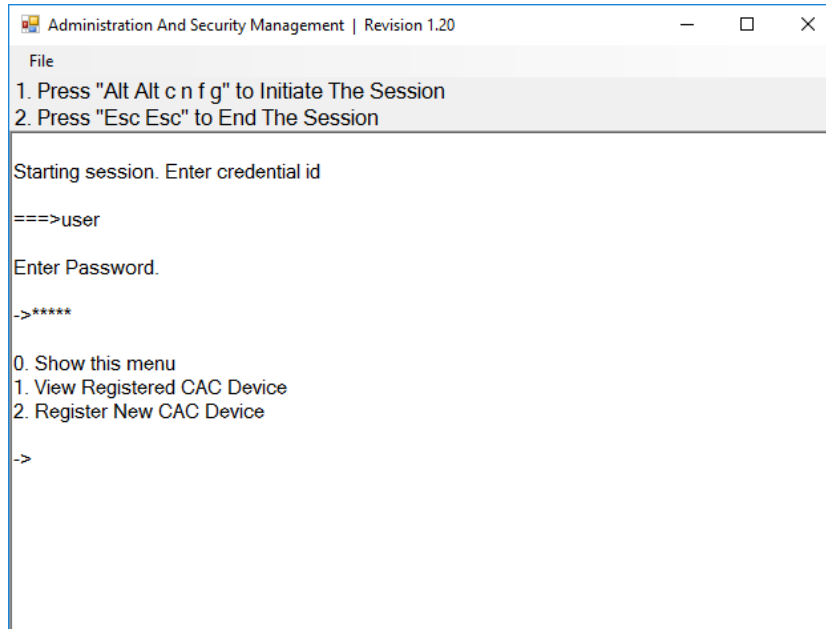 Administration And Security Management | Revision 1.20
File
1. Press "Alt Alt c n f g" to Initiate The Session
2. Press "Esc Esc" to End The Session
Starting session. Enter credential id
===>user
Enter Password.
->*****
0. Show this menu
1. View Registered CAC Device
2. Register New CAC Device
->